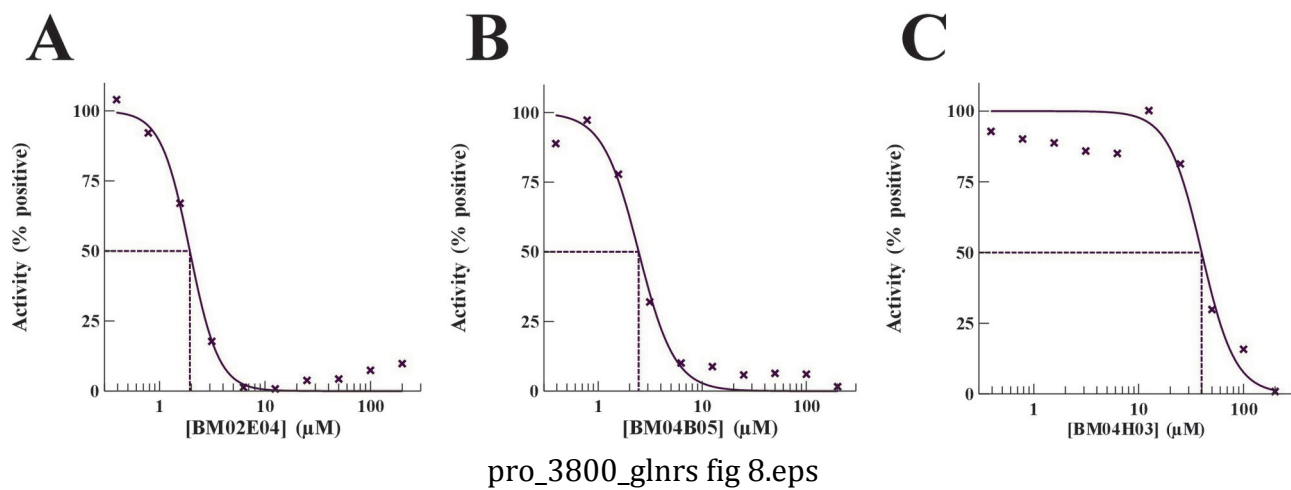 A
B
C
Activity (% positive)
100
75
50
25
0
1
10
100
[BM02E04] (µM)
Activity (% positive)
100
75
50
25
0
1
10
100
[BM04B05] (µM)
Activity (% positive)
100
75
50
25
0
1
10
100
[BM04H03] (µM)
pro_3800_glnrs fig 8.eps